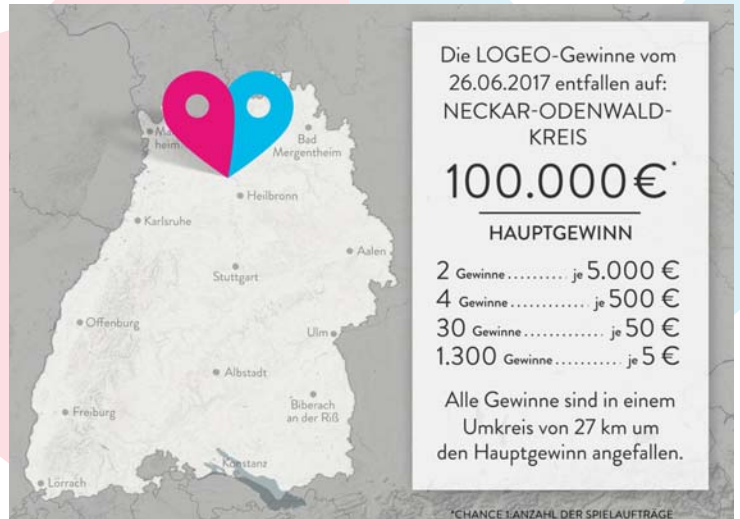 Ma
heim
Bad
Mergentheim
Heilbronn
Karlsruhe
Aalen
Stuttgart
Offenburg
Ulm
Albstadt
Biberach
an der Riß
Freiburg
Konstanz
Lörrach
Die LOGEO-Gewinne vom
26.06.2017 entfallen auf:
NECKAR-ODENWALD-
KREIS
100.000 €*
HAUPTGEWINN
2 Gewinne......... je 5.000 €
4 Gewinne............. je 500 €
30 Gewinne............. je 50 €
1.300 Gewinne............ je 5 €
Alle Gewinne sind in einem
Umkreis von 27 km um
den Hauptgewinn angefallen.
*CHANCE 1:ANZAHL DER SPIELAUFTRÄGE